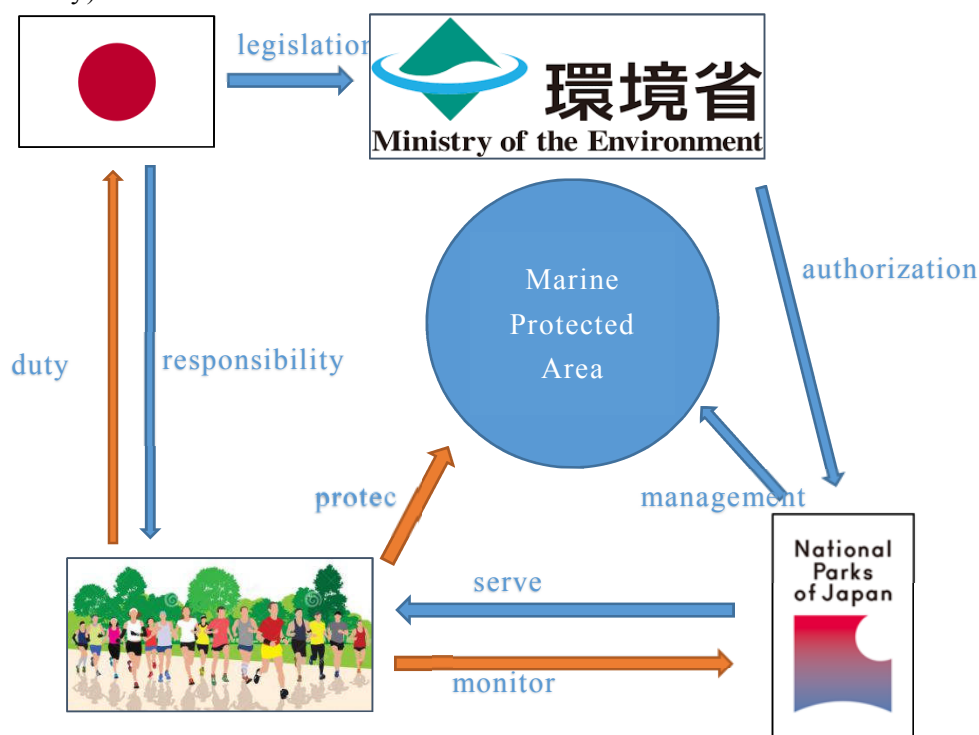 legislation
環境省
Ministry of the Environment
Marine
Protected
Area
authorization
duty
responsibility
protec
management
National
Parks
of Japan
serve
monitor